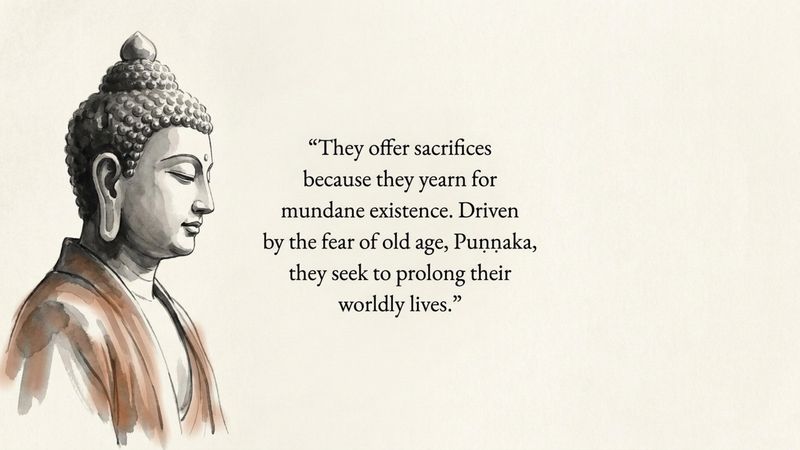 “They offer sacrifices
because they yearn for
mundane existence. Driven
by the fear of old age, Puṇṇaka,
they seek to prolong their
worldly lives.”